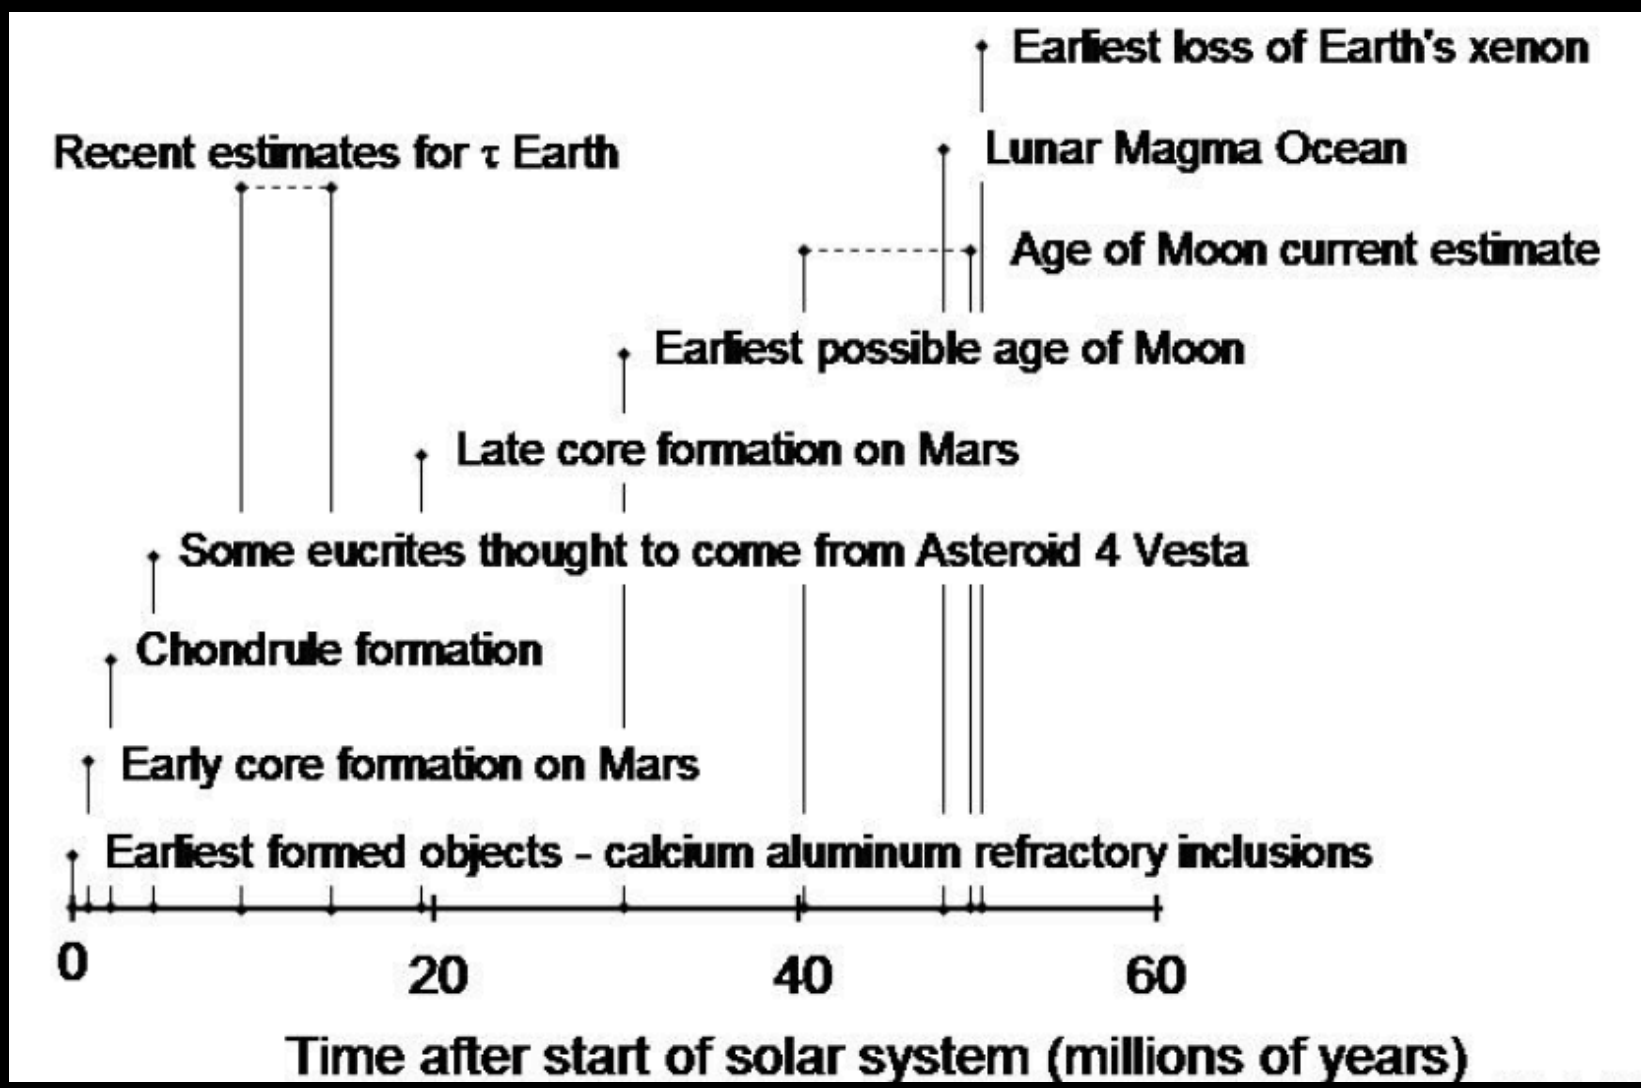 Earliest loss of Earth's xenon
Recent estimates for τ Earth
Lunar Magma Ocean
Age of Moon current estimate
Earliest possible age of Moon
Late core formation on Mars
Some eucrites thought to come from Asteroid 4 Vesta
Chondrule formation
Early core formation on Mars
Earliest formed objects - calcium aluminum refractory inclusions
0 20 40 60
Time after start of solar system (millions of years)